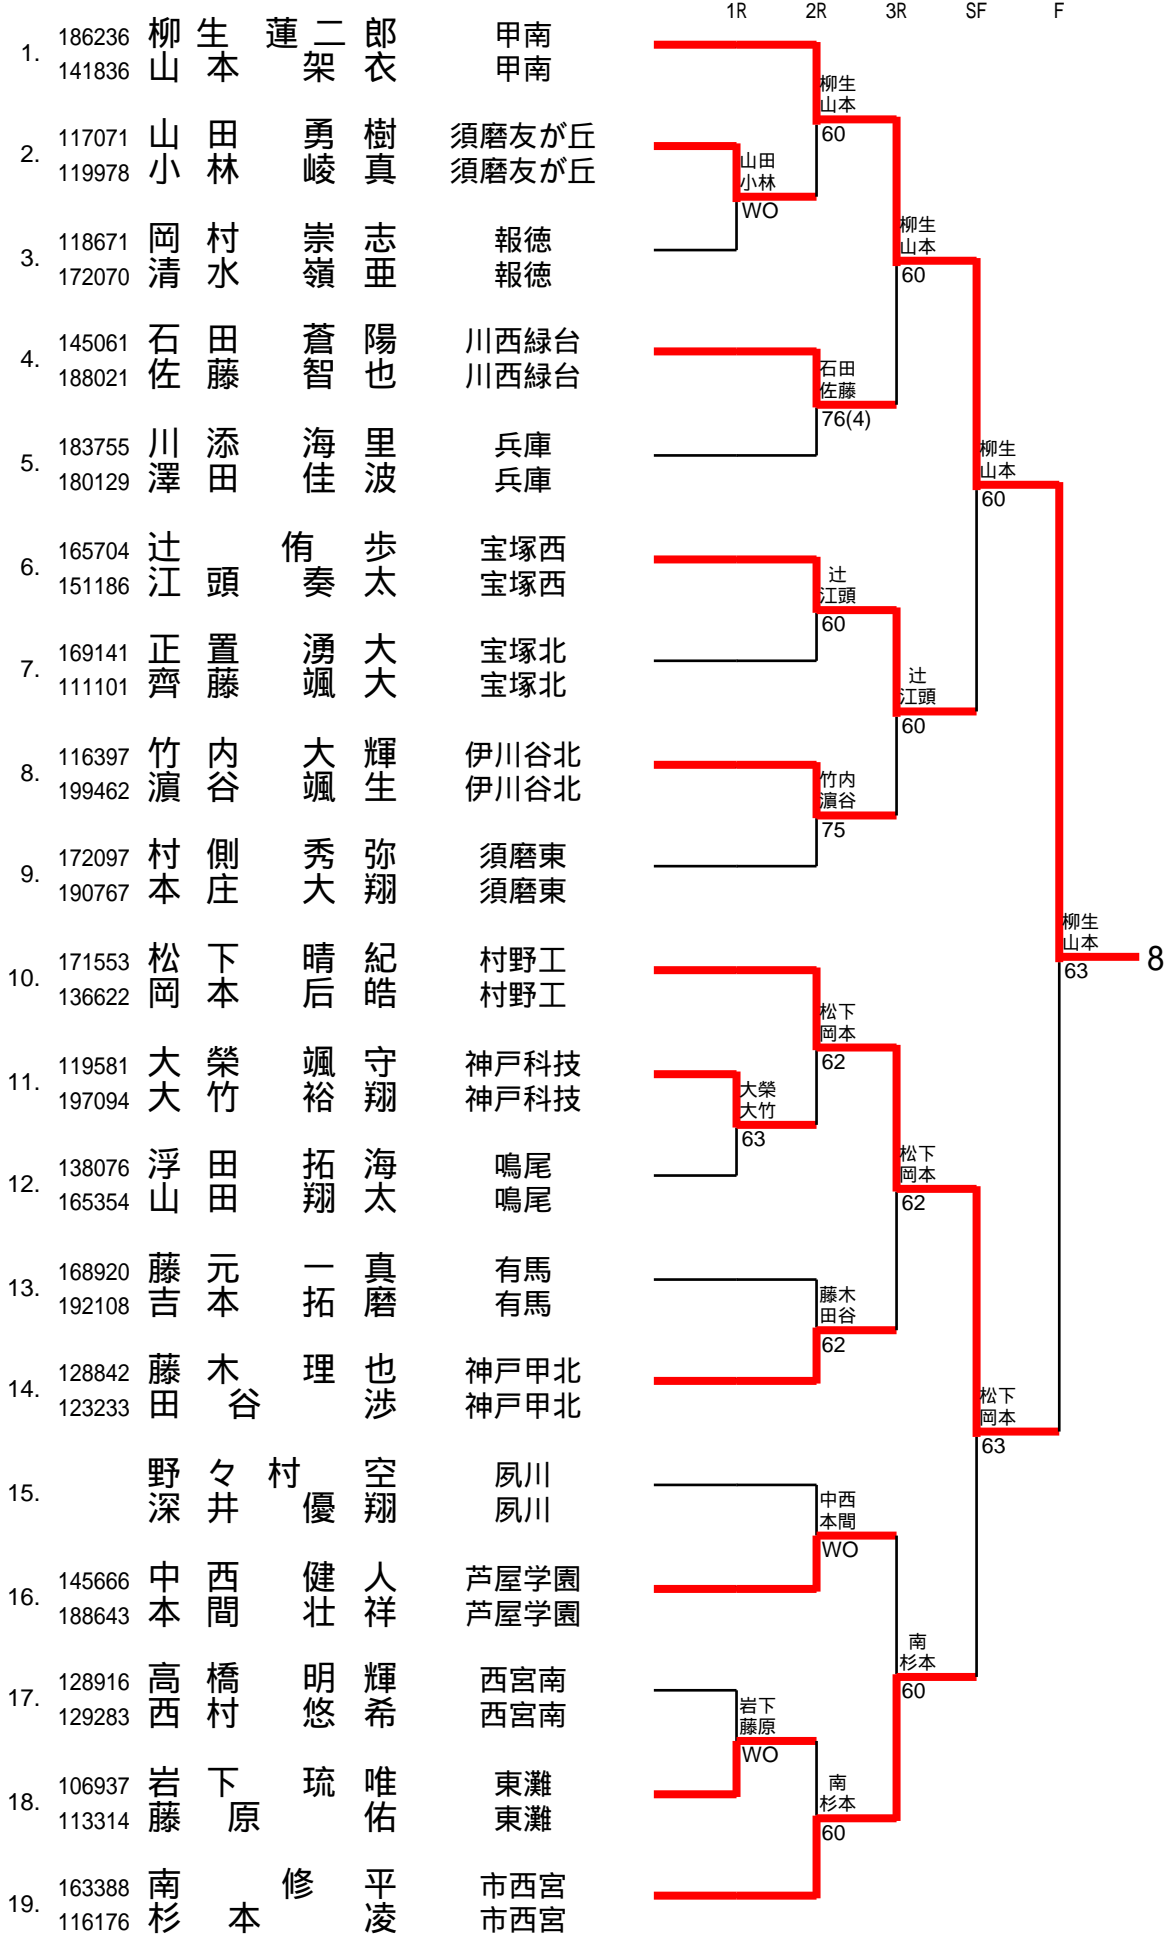 1R 2R 3R SF F
1. 186236 柳生 蓮二郎 甲南
141836 山本 架衣 甲南
2. 117071 山田 勇樹 須磨友が丘
119978 小林 崚真 須磨友が丘
3. 118671 岡村 崇志 報徳
172070 清水 嶺亜 報徳
4. 145061 石田 蒼陽 川西緑台
188021 佐藤 智也 川西緑台
5. 183755 川添 海里 兵庫
180129 澤田 佳波 兵庫
6. 165704 辻 侑歩 宝塚西
151186 江頭 奏太 宝塚西
7. 169141 正置 湧大 宝塚北
111101 齊藤 颯大 宝塚北
8. 116397 竹内 大輝 伊川谷北
199462 濵谷 颯生 伊川谷北
9. 172097 村側 秀弥 須磨東
190767 本庄 大翔 須磨東
10. 171553 松下 晴紀 村野工
136622 岡本 后皓 村野工
11. 119581 大榮 颯守 神戸科技
197094 大竹 裕翔 神戸科技
12. 138076 浮田 拓海 鳴尾
165354 山田 翔太 鳴尾
13. 168920 藤元 一真 有馬
192108 吉本 拓磨 有馬
14. 128842 藤木 理也 神戸甲北
123233 田谷 渉 神戸甲北
15. 野々村 空 夙川
深井 優翔 夙川
16. 145666 中西 健人 芦屋学園
188643 本間 壮祥 芦屋学園
17. 128916 高橋 明輝 西宮南
129283 西村 悠希 西宮南
18. 106937 岩下 琉唯 東灘
113314 藤原 佑 東灘
19. 163388 南 修平 市西宮
116176 杉本 凌 市西宮
山田
小林
WO
大榮
大竹
63
岩下
藤原
WO
柳生
山本
60
石田
佐藤
76(4)
辻
江頭
60
竹内
濵谷
75
松下
岡本
62
藤木
田谷
62
中西
本間
WO
南
杉本
60
柳生
山本
60
辻
江頭
60
松下
岡本
62
南
杉本
60
柳生
山本
60
松下
岡本
63
柳生
山本
63
8